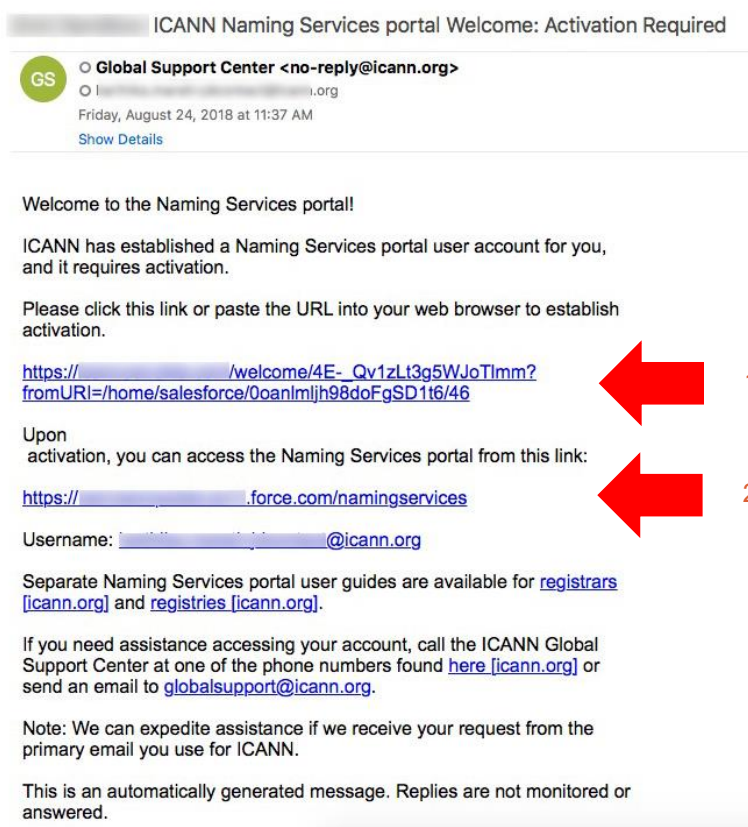 ICANN Naming Services portal Welcome: Activation Required
GS
Global Support Center <no-reply@icann.org>
.org
Friday, August 24, 2018 at 11:37 AM
Show Details
Welcome to the Naming Services portal!
ICANN has established a Naming Services portal user account for you,
and it requires activation.
Please click this link or paste the URL into your web browser to establish
activation.
https:// /welcome/4E-_Qv1zLt3g5WJoTlmm?
fromURI=/home/salesforce/0oanlmljh98doFgSD1t6/46
Upon
activation, you can access the Naming Services portal from this link:
https:// .force.com/namingservices
2
Username: @icann.org
Separate Naming Services portal user guides are available for registrars
[icann.org] and registries [icann.org].
If you need assistance accessing your account, call the ICANN Global
Support Center at one of the phone numbers found here [icann.org] or
send an email to globalsupport@icann.org.
Note: We can expedite assistance if we receive your request from the
primary email you use for ICANN.
This is an automatically generated message. Replies are not monitored or
answered.